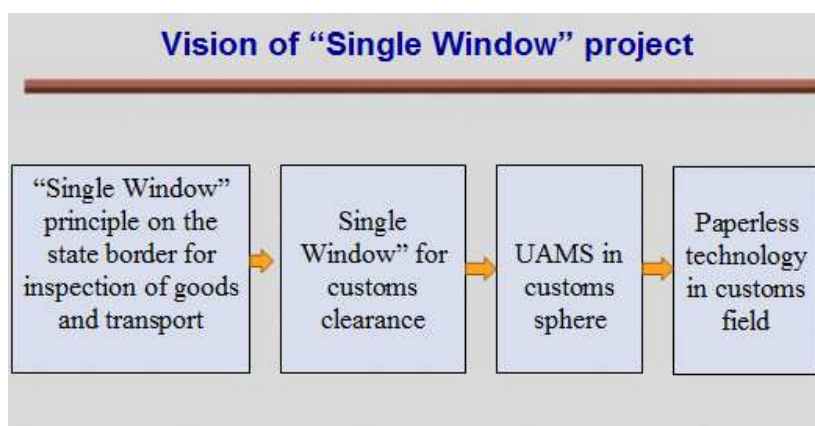 Vision of “Single Window” project
“Single Window”
principle on the
state border for
inspection of goods
and transport
Single
Window” for
customs
clearance
UAMS in
customs
sphere
Paperless
technology
in customs
field